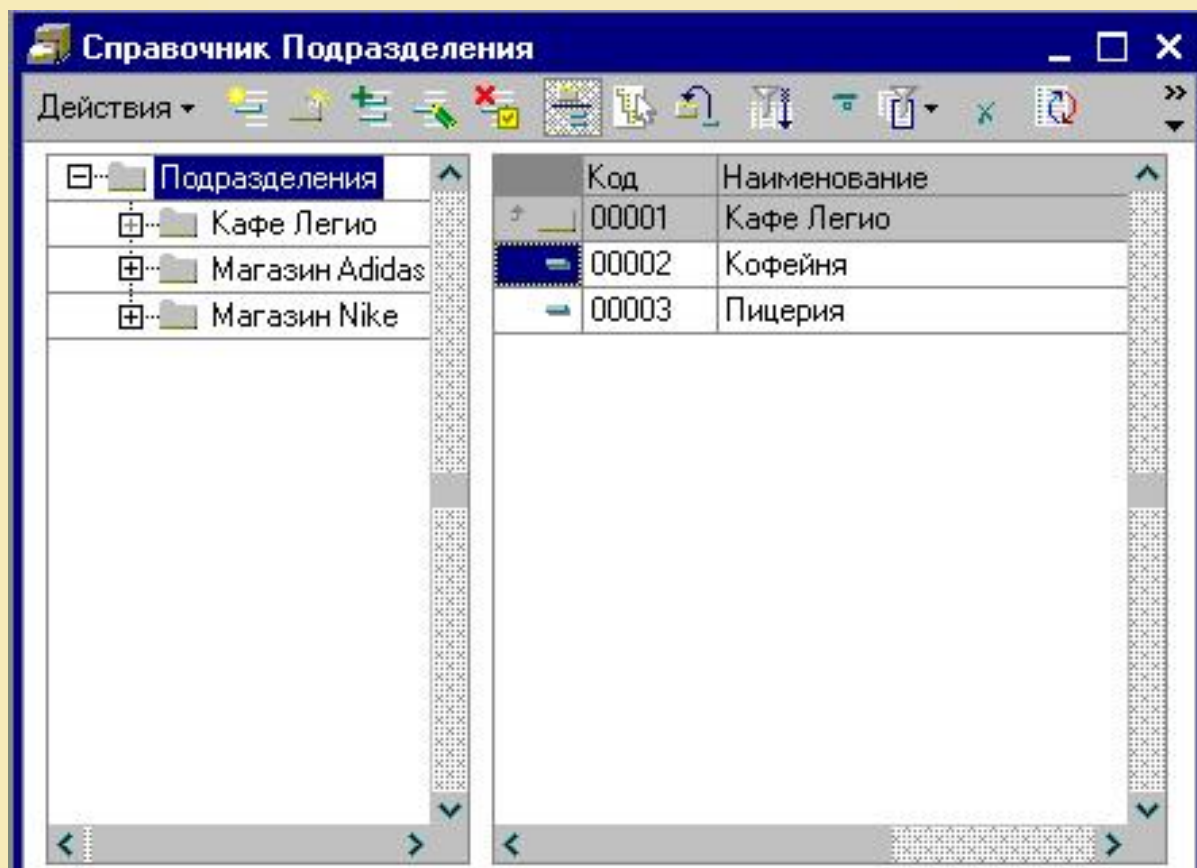 Справочник Подразделения
Действия
Подразделения
Кафе Легио
Магазин Adidas
Магазин Nike
Код Наименование
00001 Кафе Легио
00002 Кофейня
00003 Пицерия